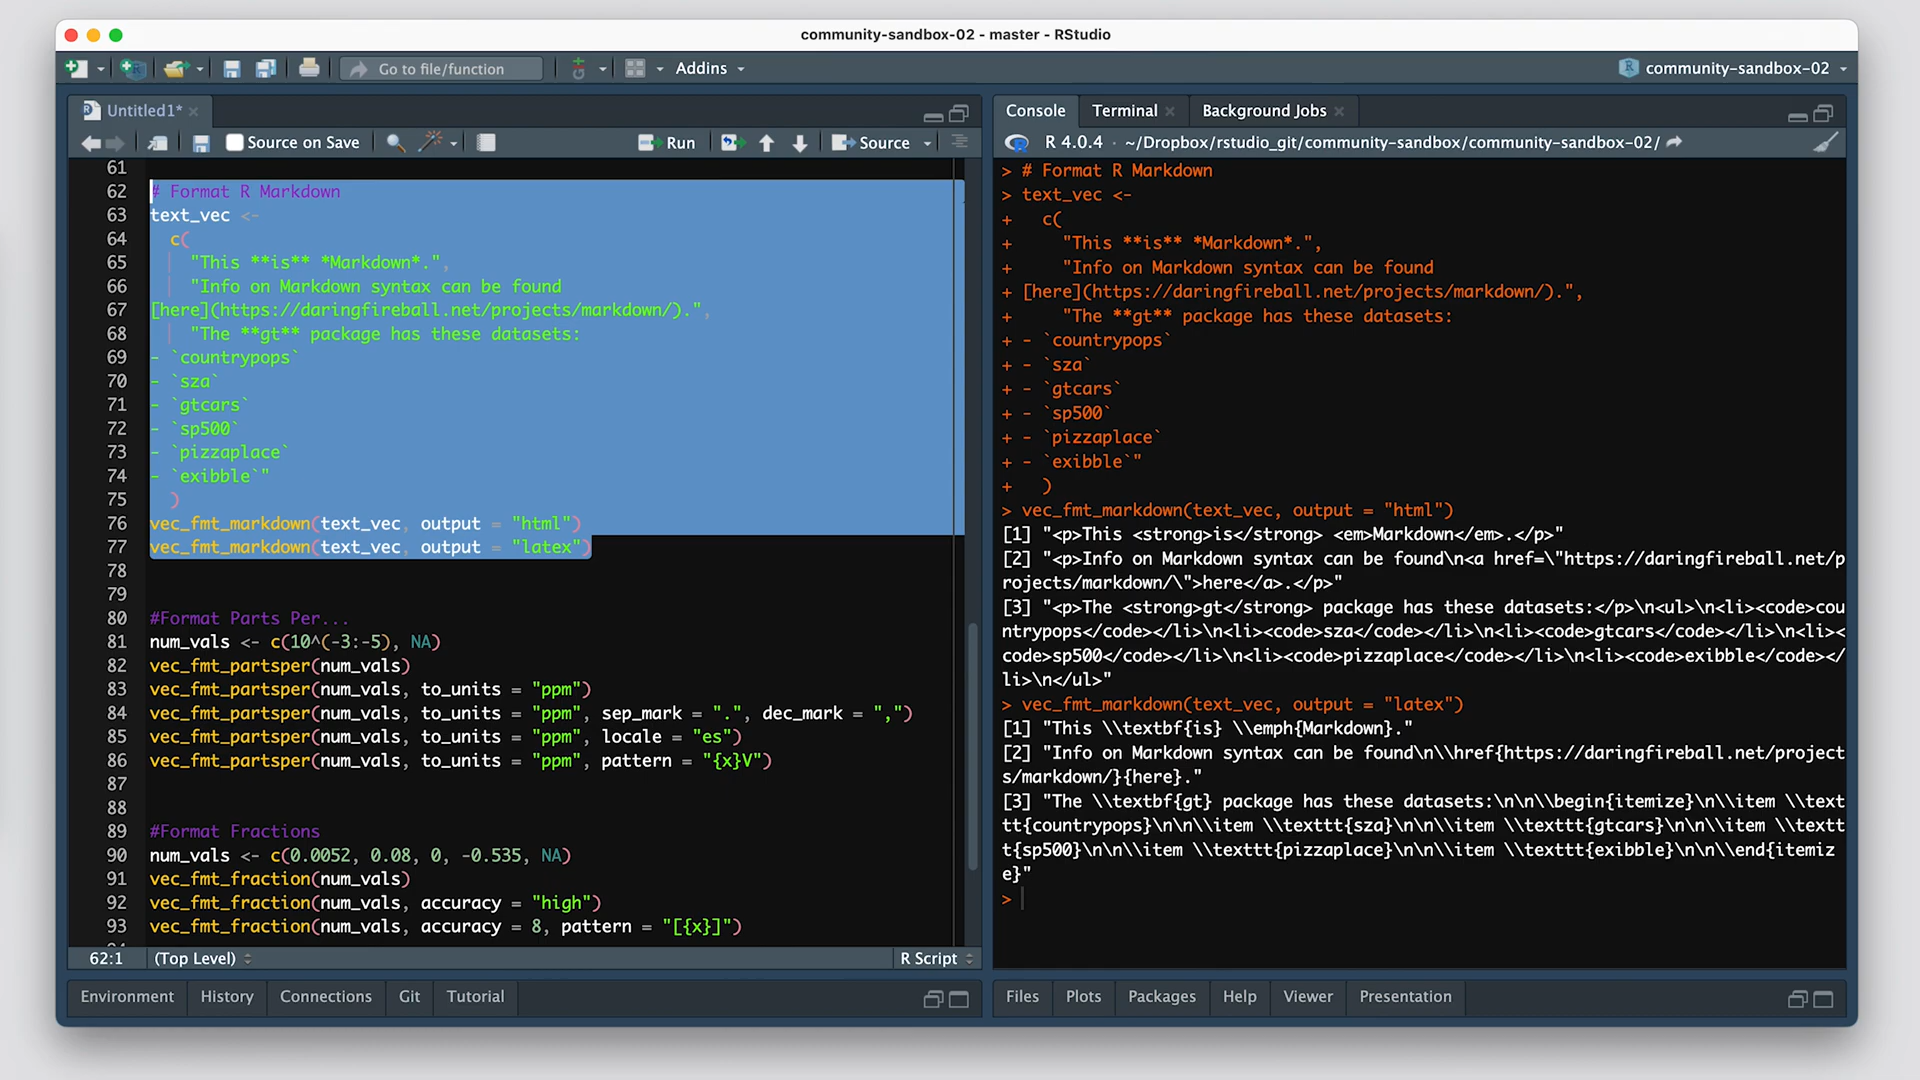 community-sandbox-02 - master - RStudio
Go to file/function
Addins
community-sandbox-02
Untitled1*
Source on Save
Run
Source
61
62 # Format R Markdown
63 text_vec <-
64 c(
65 "This **is** *Markdown*.",
66 "Info on Markdown syntax can be found
67 [here](https://daringfireball.net/projects/markdown/).",
68 "The **gt** package has these datasets:
69 - `countrypops`
70 - `sza`
71 - `gtcars`
72 - `sp500`
73 - `pizzaplace`
74 - `exibble`"
75 )
76 vec_fmt_markdown(text_vec, output = "html")
77 vec_fmt_markdown(text_vec, output = "latex")
78
79
80 #Format Parts Per...
81 num_vals <- c(10^(-3:-5), NA)
82 vec_fmt_partsper(num_vals)
83 vec_fmt_partsper(num_vals, to_units = "ppm")
84 vec_fmt_partsper(num_vals, to_units = "ppm", sep_mark = ".", dec_mark = ",")
85 vec_fmt_partsper(num_vals, to_units = "ppm", locale = "es")
86 vec_fmt_partsper(num_vals, to_units = "ppm", pattern = "{x}V")
87
88
89 #Format Fractions
90 num_vals <- c(0.0052, 0.08, 0, -0.535, NA)
91 vec_fmt_fraction(num_vals)
92 vec_fmt_fraction(num_vals, accuracy = "high")
93 vec_fmt_fraction(num_vals, accuracy = 8, pattern = "[{x}]")
62:1 (Top Level) R Script
Environment History Connections Git Tutorial
Console Terminal Background Jobs
R 4.0.4 · ~/Dropbox/rstudio_git/community-sandbox/community-sandbox-02/
> # Format R Markdown
> text_vec <-
+ c(
+ "This **is** *Markdown*.",
+ "Info on Markdown syntax can be found
+ [here](https://daringfireball.net/projects/markdown/).",
+ "The **gt** package has these datasets:
+ - `countrypops`
+ - `sza`
+ - `gtcars`
+ - `sp500`
+ - `pizzaplace`
+ - `exibble`"
+ )
> vec_fmt_markdown(text_vec, output = "html")
[1] "<p>This <strong>is</strong> <em>Markdown</em>.</p>"
[2] "<p>Info on Markdown syntax can be found\n<a href=\"https://daringfireball.net/p
rojects/markdown/\">here</a>.</p>"
[3] "<p>The <strong>gt</strong> package has these datasets:</p>\n<ul>\n<li><code>cou
ntrypops</code></li>\n<li><code>sza</code></li>\n<li><code>gtcars</code></li>\n<li><
code>sp500</code></li>\n<li><code>pizzaplace</code></li>\n<li><code>exibble</code></
li>\n</ul>"
> vec_fmt_markdown(text_vec, output = "latex")
[1] "This \\textbf{is} \\emph{Markdown}."
[2] "Info on Markdown syntax can be found\n\\href{https://daringfireball.net/project
s/markdown/}{here}."
[3] "The \\textbf{gt} package has these datasets:\n\n\\begin{itemize}\n\\item \\text
tt{countrypops}\n\n\\item \\texttt{sza}\n\n\\item \\texttt{gtcars}\n\n\\item \\textt
t{sp500}\n\n\\item \\texttt{pizzaplace}\n\n\\item \\texttt{exibble}\n\n\\end{itemiz
e}"
>
Files Plots Packages Help Viewer Presentation